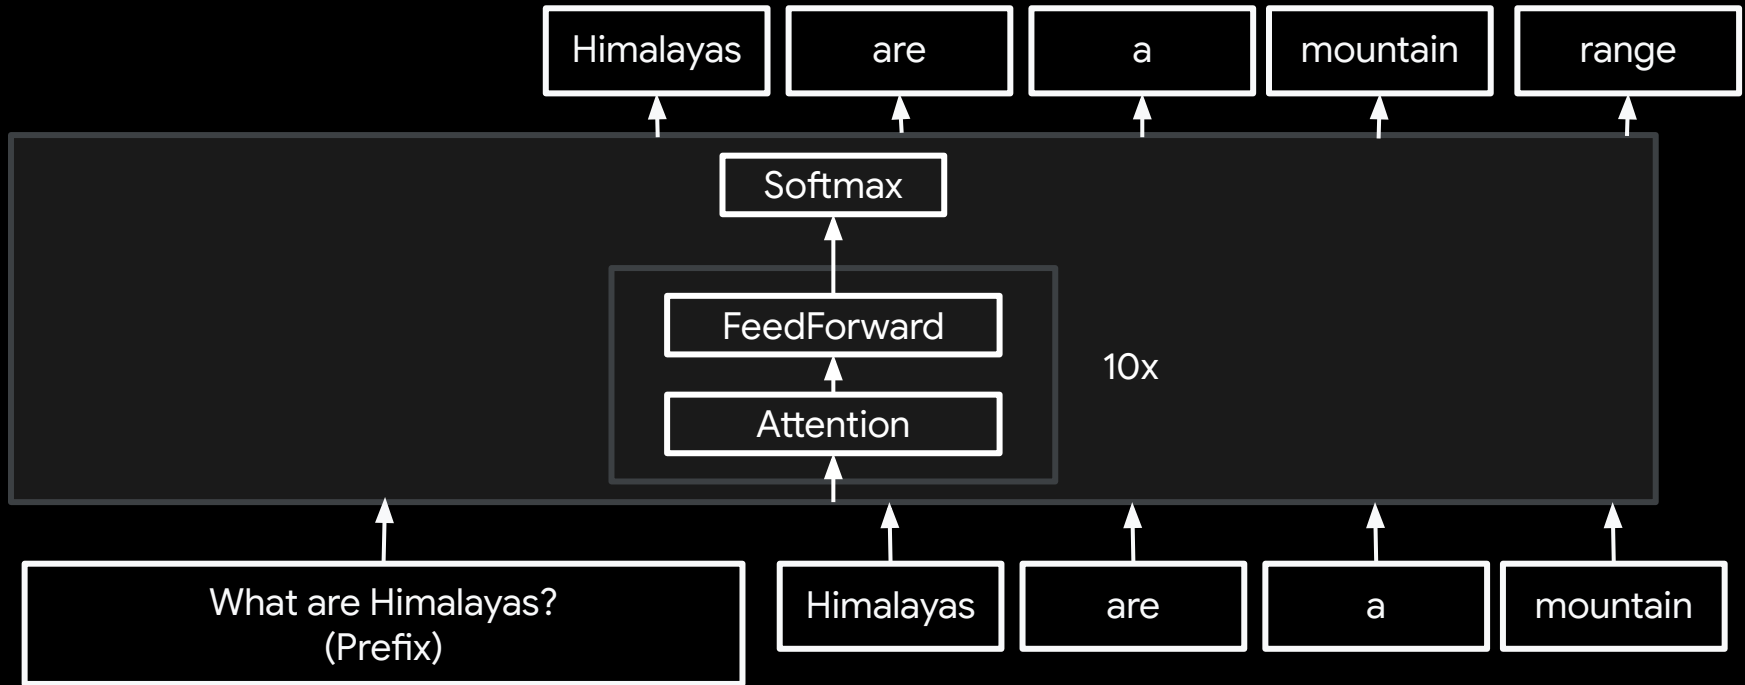 Himalayas
are
a
mountain
range
Softmax
FeedForward
10x
Attention
What are Himalayas?
(Prefix)
Himalayas
are
a
mountain